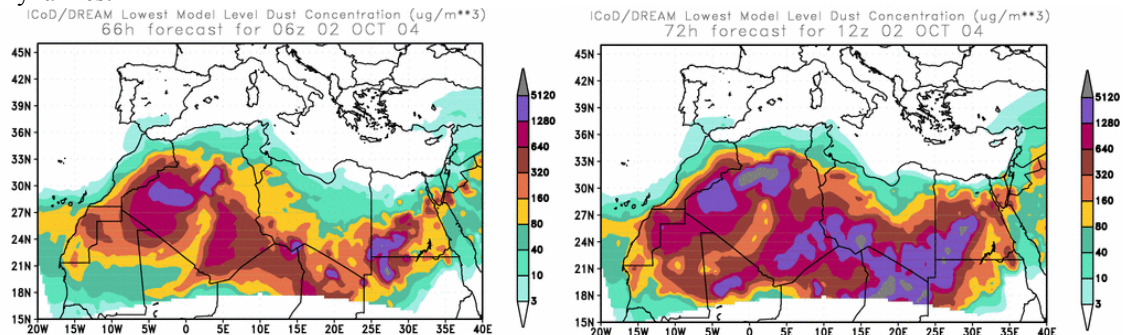 ICoD/DREAM Lowest Model Level Dust Concentration (ug/m**3)
66h forecast for 06z 02 OCT 04
45N
42N
39N
36N
33N
30N
27N
24N
21N
18N
15N
20W 15W 10W 5W 0 5E 10E 15E 20E 25E 30E 35E 40E
5120
1280
640
320
160
80
40
10
3
ICoD/DREAM Lowest Model Level Dust Concentration (ug/m**3)
72h forecast for 12z 02 OCT 04
45N
42N
39N
36N
33N
30N
27N
24N
21N
18N
15N
20W 15W 10W 5W 0 5E 10E 15E 20E 25E 30E 35E 40E
5120
1280
640
320
160
80
40
10
3